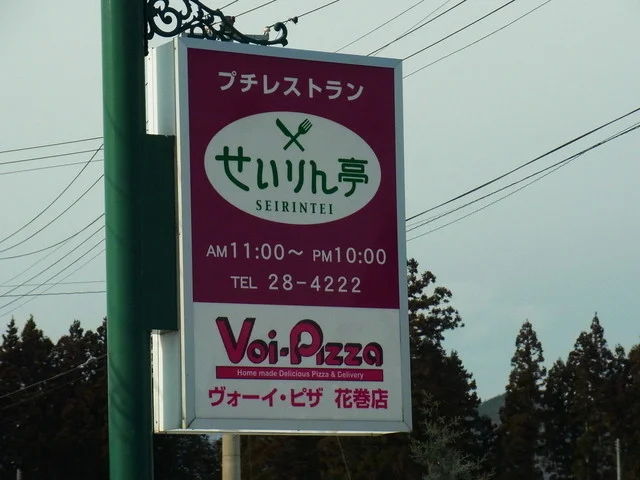 プチレストラン
せいりん亭
SEIRINTEI
AM11:00〜 PM10:00
TEL 28-4222
Voi-Pizza
Home made Delicious Pizza & Delivery
ヴォーイ・ピザ 花巻店